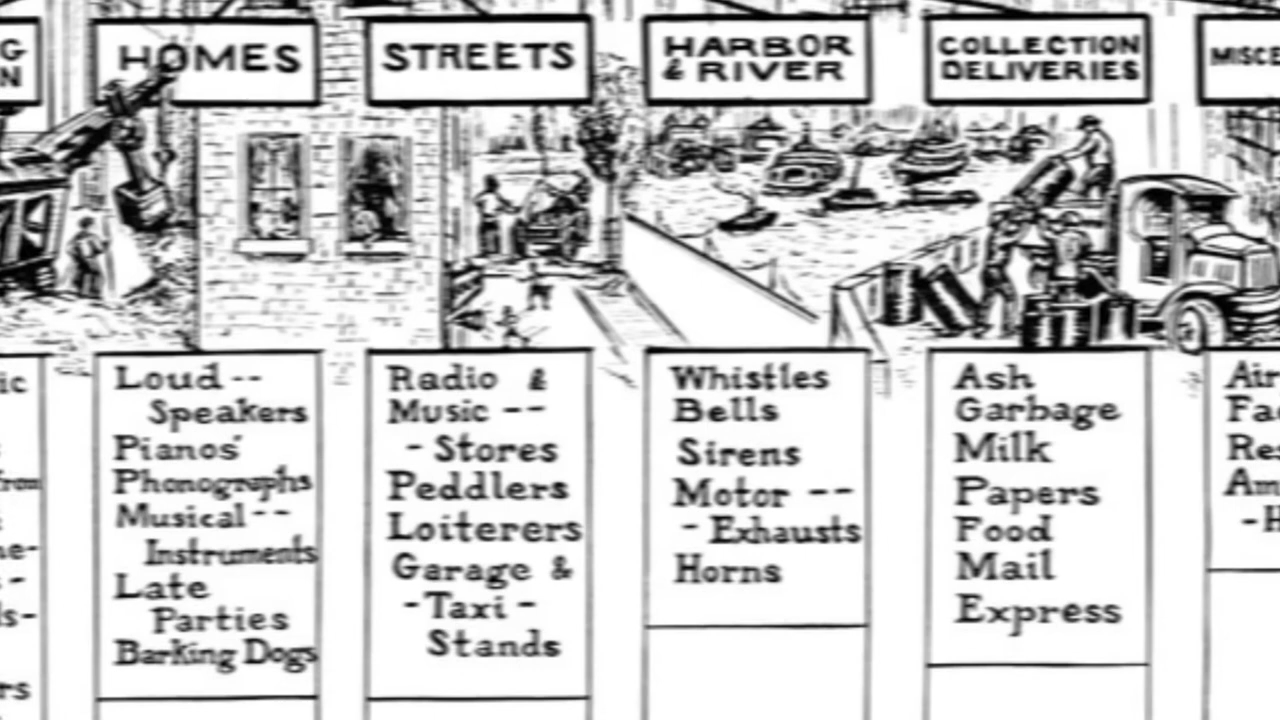 HOMES
Loud--
Speakers
Pianos
Phonographs
Musical--
Instruments
Late
Parties
Barking Dogs
STREETS
Radio &
Music --
- Stores
Peddlers
Loiterers
Garage &
- Taxi -
Stands
HARBOR
& RIVER
Whistles
Bells
Sirens
Motor --
- Exhausts
Horns
COLLECTION
DELIVERIES
Ash
Garbage
Milk
Papers
Food
Mail
Express